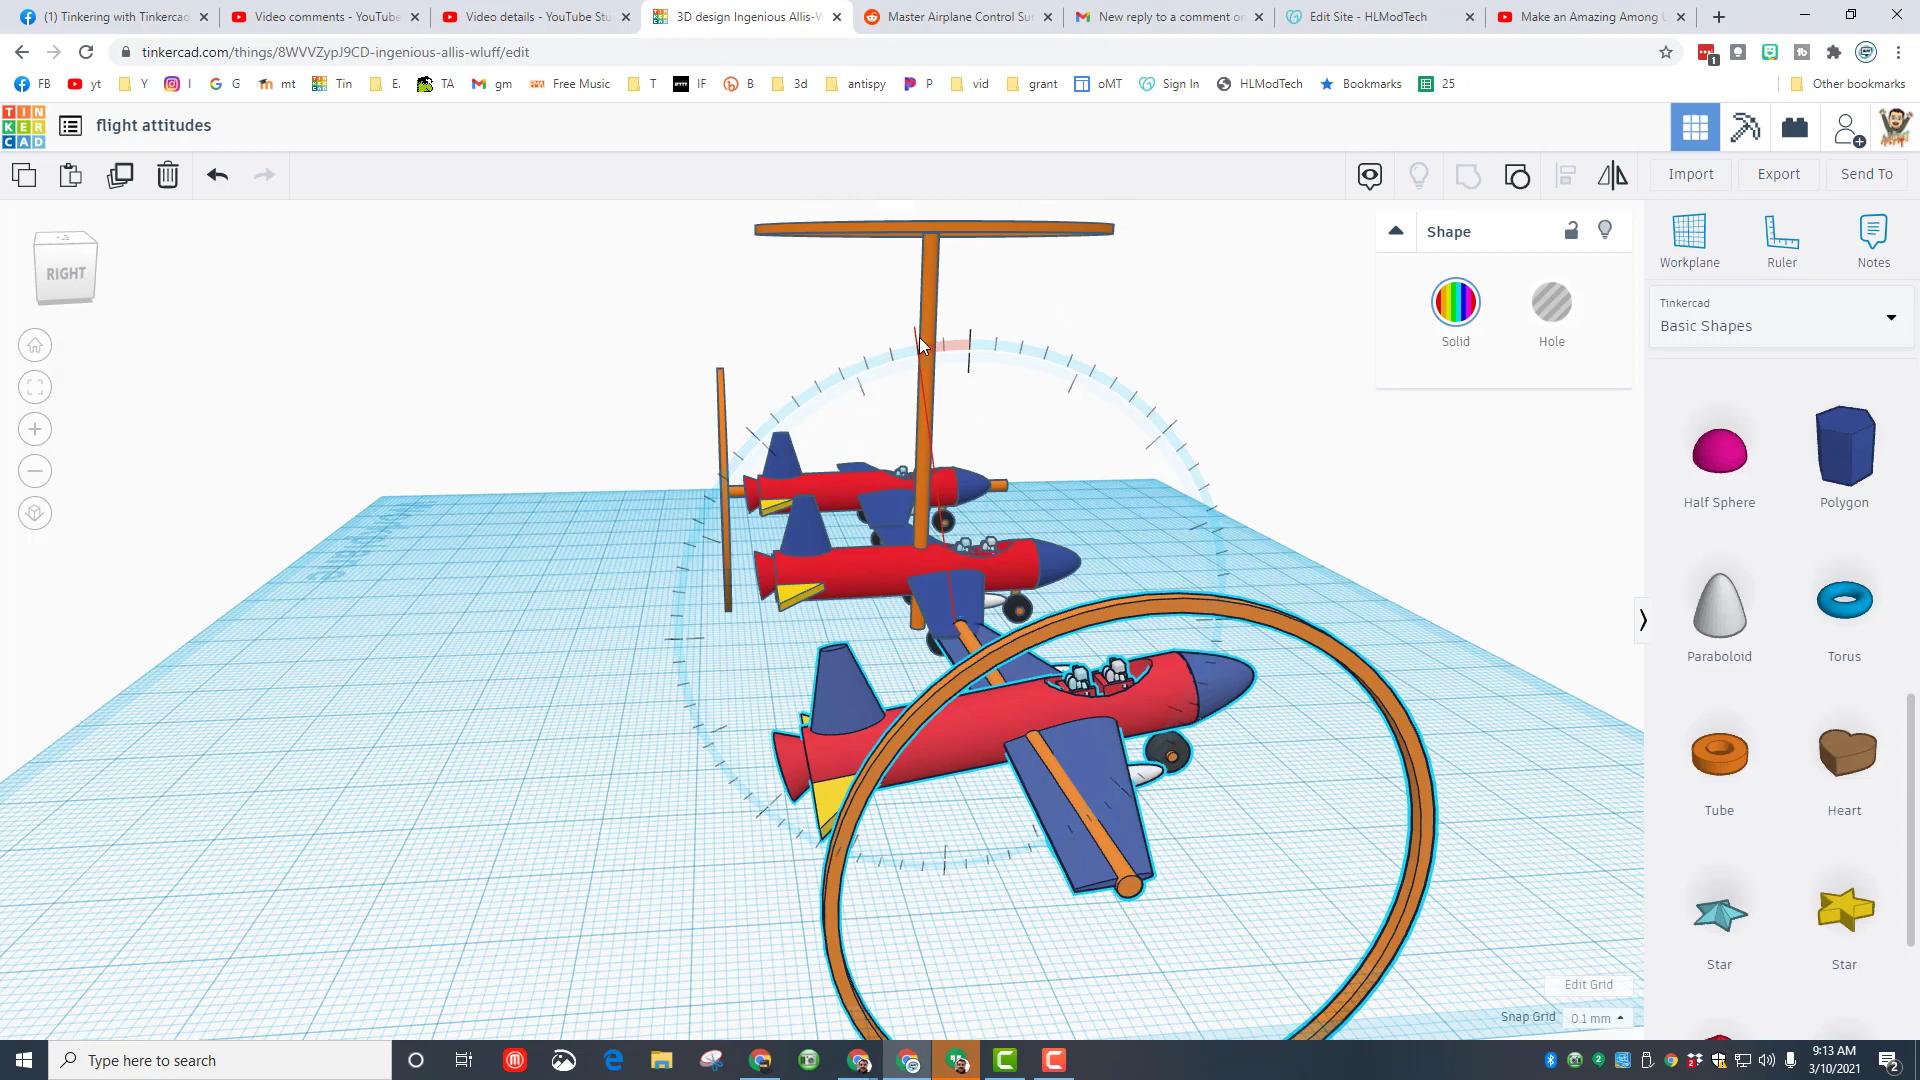 (1) Tinkering with Tinkercad
Video comments - YouTube
Video details - YouTube Stu
3D design Ingenious Allis-W
Master Airplane Control Sur
New reply to a comment on
Edit Site - HLModTech
Make an Amazing Among U
tinkercad.com/things/8WVVZypJ9CD-ingenious-allis-wluff/edit
1
FB
yt
Y
I
G
mt
Tin
E.
TA
gm
Free Music
T
IF
B
3d
antispy
P
vid
grant
oMT
Sign In
HLModTech
Bookmarks
25
Other bookmarks
TIN
KER
CAD
flight attitudes
Import
Export
Send To
RIGHT
Shape
Solid
Hole
Workplane
Ruler
Notes
Tinkercad
Basic Shapes
Half Sphere
Polygon
Paraboloid
Torus
Tube
Heart
Star
Star
Edit Grid
Snap Grid
0.1 mm
Type here to search
9:13 AM
3/10/2021
2